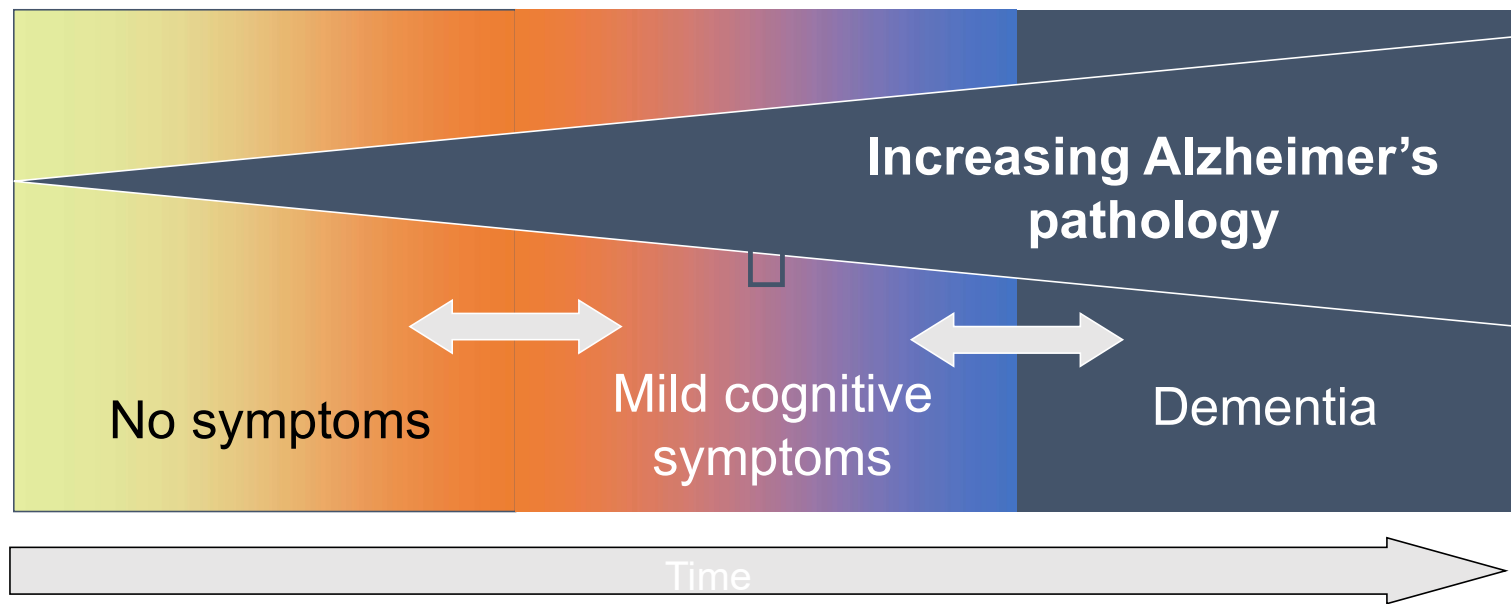 Increasing Alzheimer’s
pathology
No symptoms
Mild cognitive
symptoms
Dementia
Time